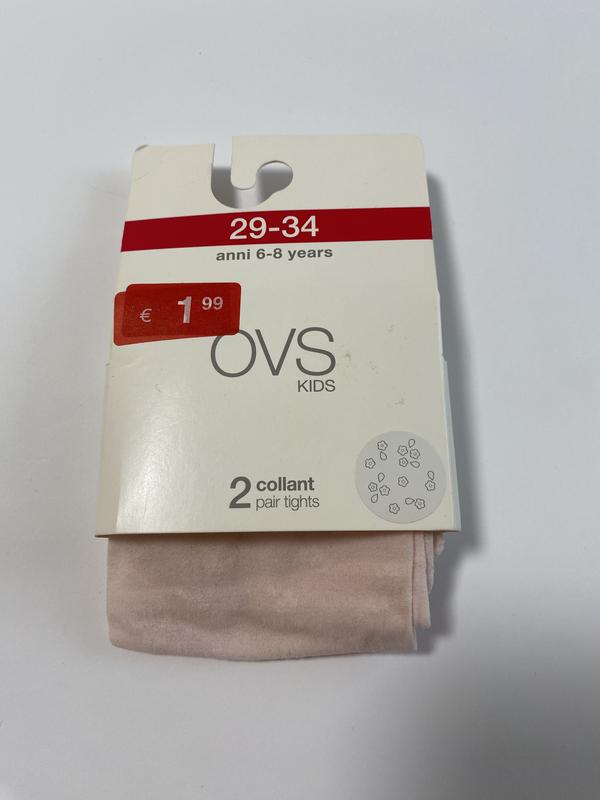 29-34
anni 6-8 years
€ 1 99
OVS
KIDS
2 collant
pair tights